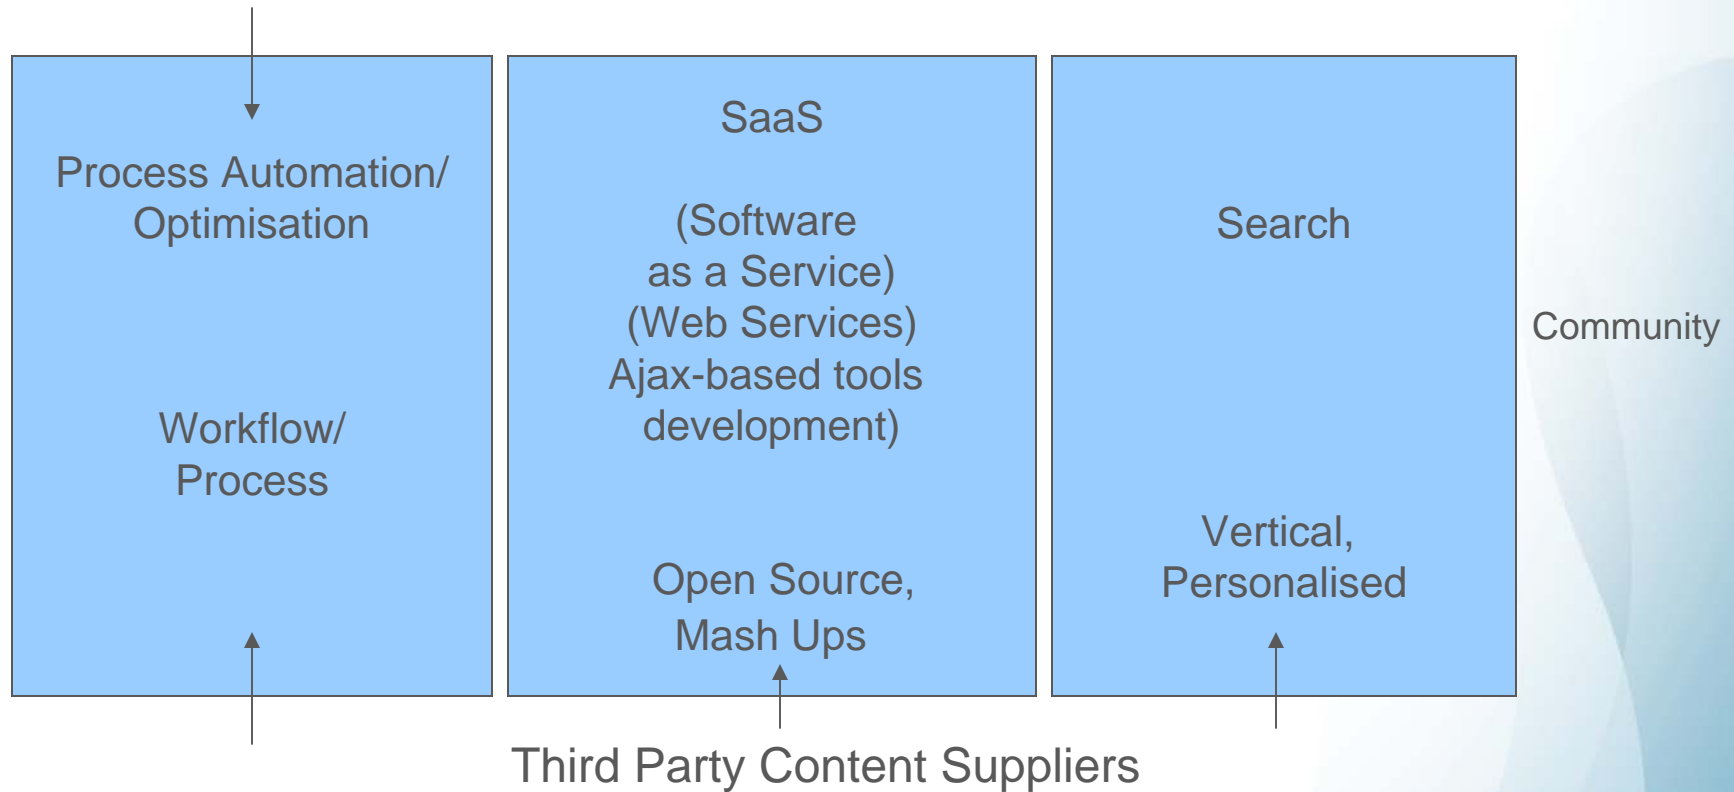 Process Automation/
Optimisation
Workflow/
Process
SaaS
(Software
as a Service)
(Web Services)
Ajax-based tools
development)
Open Source,
Mash Ups
Search
Vertical,
Personalised
Community
Third Party Content Suppliers